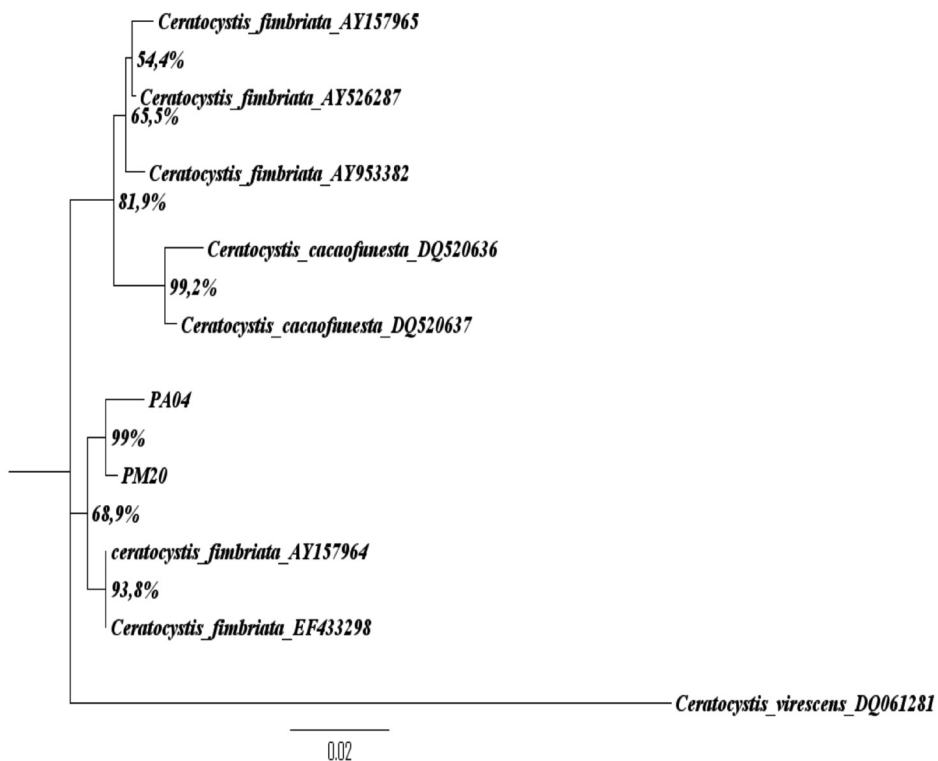 Ceratocystis_fimbriata_AY157965
54,4%
Ceratocystis_fimbriata_AY526287
65,5%
Ceratocystis_fimbriata_AY953382
81,9%
Ceratocystis_cacaofunesta_DQ520636
99,2%
Ceratocystis_cacaofunesta_DQ520637
PA04
99%
PM20
68,9%
ceratocystis_fimbriata_AY157964
93,8%
Ceratocystis_fimbriata_EF433298
Ceratocystis_virescens_DQ061281
0.02